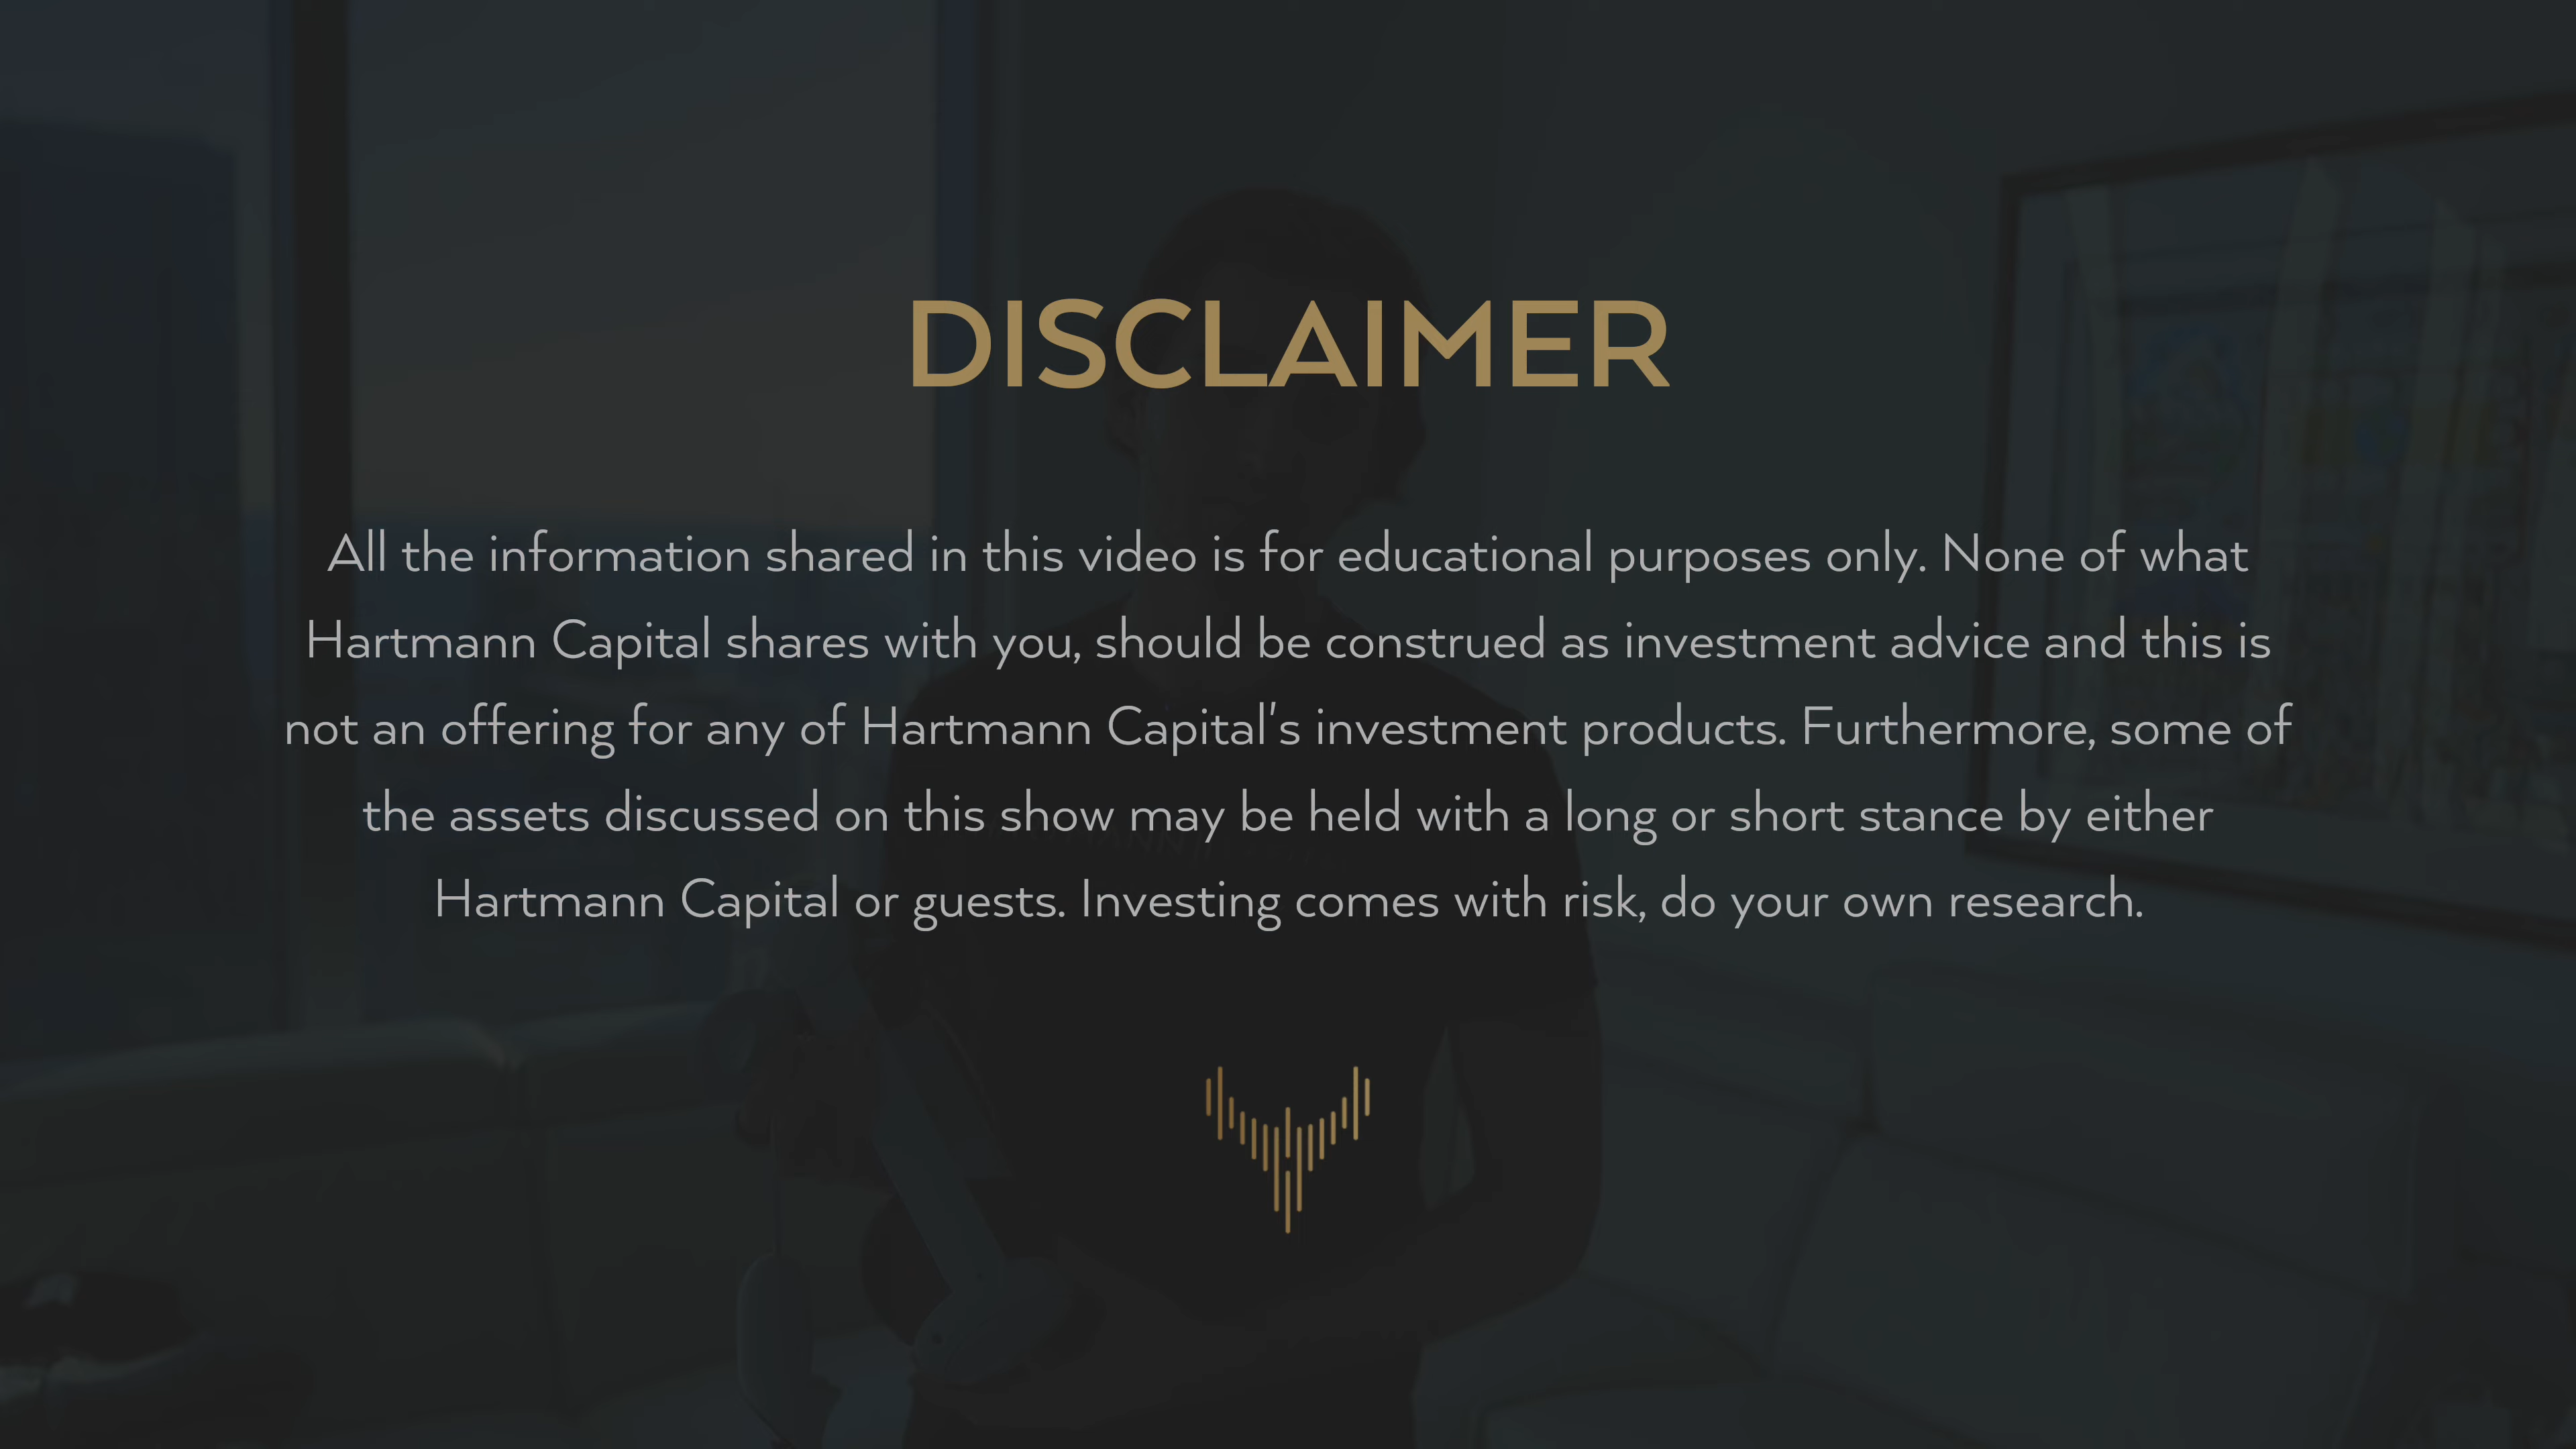 DISCLAIMER
All the information shared in this video is for educational purposes only. None of what
Hartmann Capital shares with you, should be construed as investment advice and this is
not an offering for any of Hartmann Capital's investment products. Furthermore, some of
the assets discussed on this show may be held with a long or short stance by either
Hartmann Capital or guests. Investing comes with risk, do your own research.